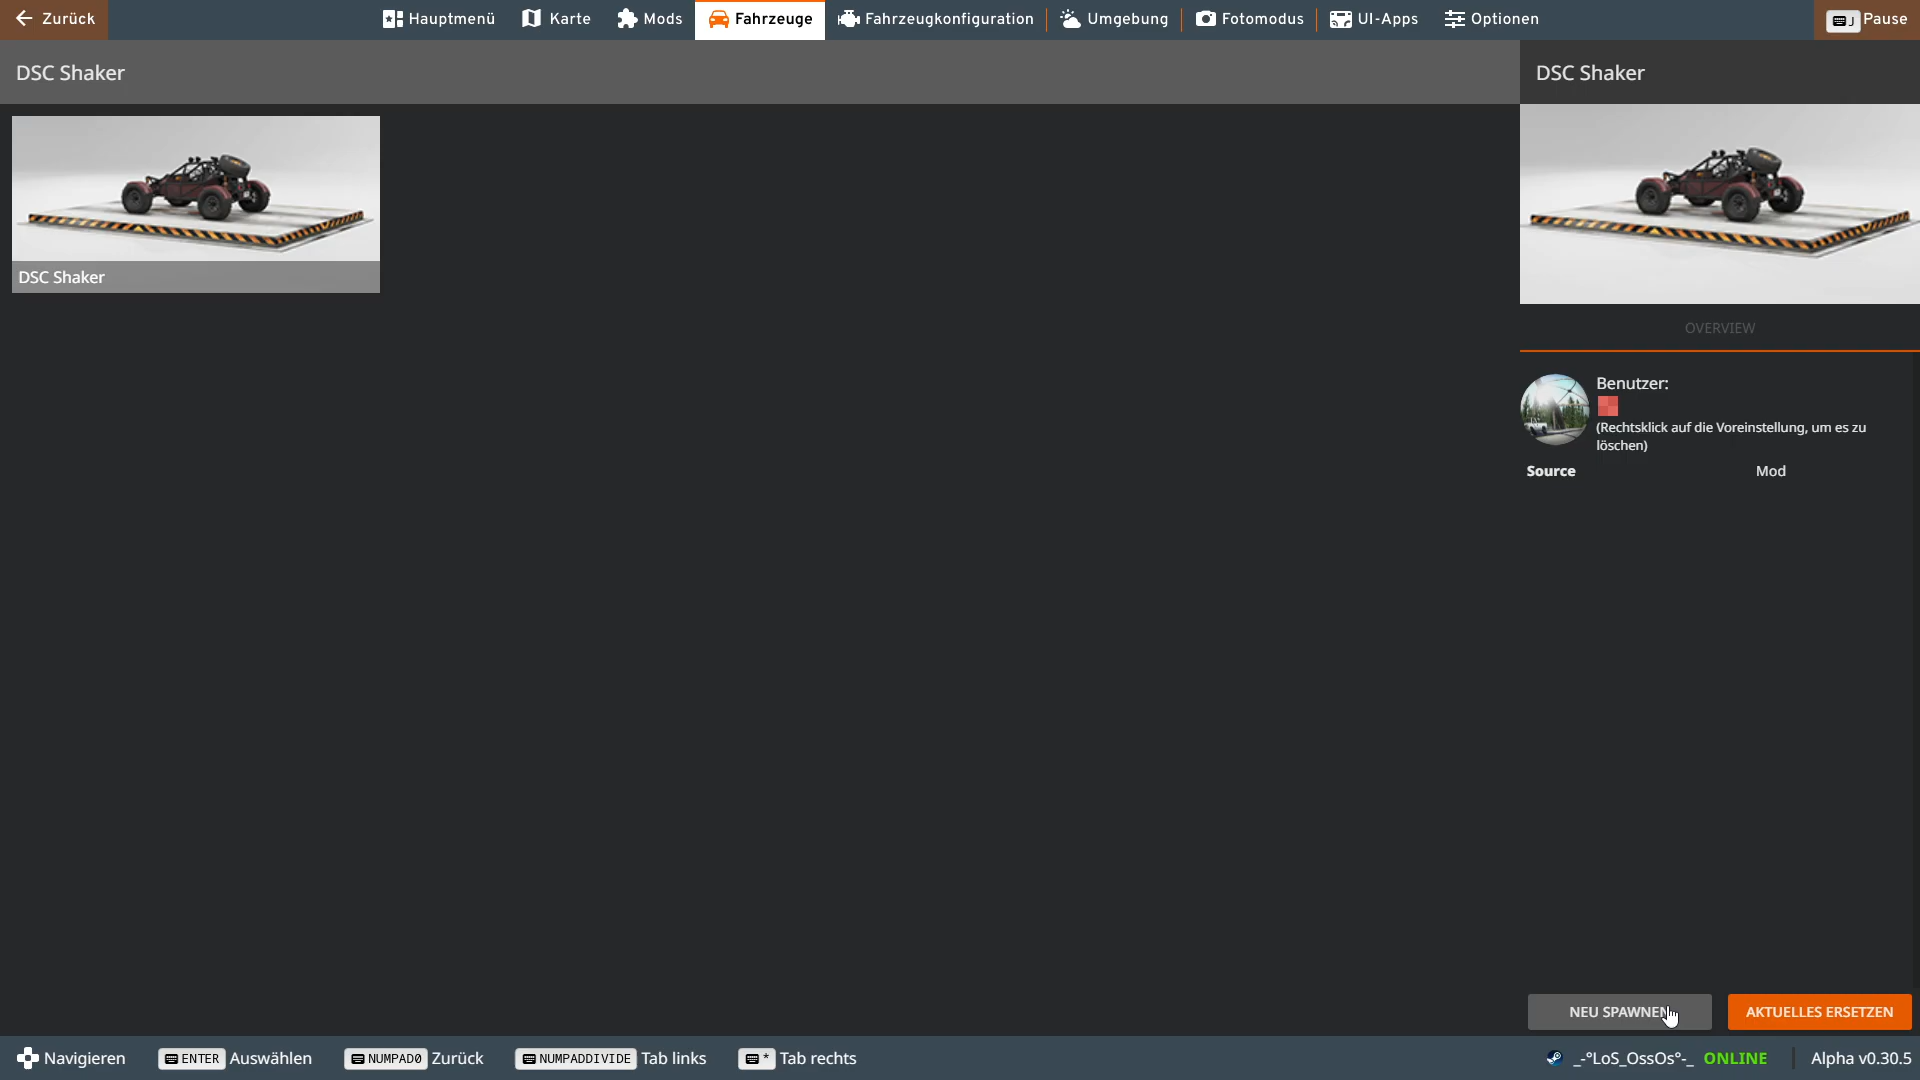 Zurück
Hauptmenü
Karte
Mods
Fahrzeuge
Fahrzeugkonfiguration
Umgebung
Fotomodus
UI-Apps
Optionen
J Pause
DSC Shaker
DSC Shaker
DSC Shaker
OVERVIEW
Benutzer:
(Rechtsklick auf die Voreinstellung, um es zu
löschen)
Source Mod
NEU SPAWNEN
AKTUELLES ERSETZEN
Navigieren
ENTER Auswählen
NUMPAD0 Zurück
NUMPADDIVIDE Tab links
* Tab rechts
_-°LoS_OssOs°-_ ONLINE
Alpha v0.30.5